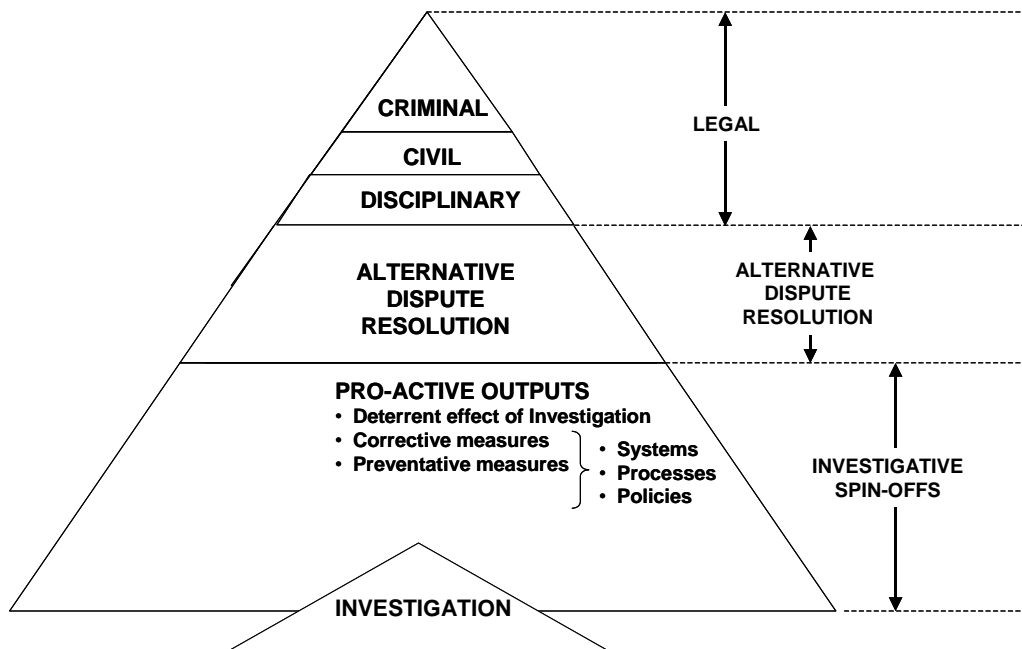 CRIMINAL
CIVIL
DISCIPLINARY
LEGAL
ALTERNATIVE
DISPUTE
RESOLUTION
ALTERNATIVE
DISPUTE
RESOLUTION
PRO-ACTIVE OUTPUTS
• Deterrent effect of Investigation
• Corrective measures
• Preventative measures
• Systems
• Processes
• Policies
INVESTIGATIVE
SPIN-OFFS
INVESTIGATION